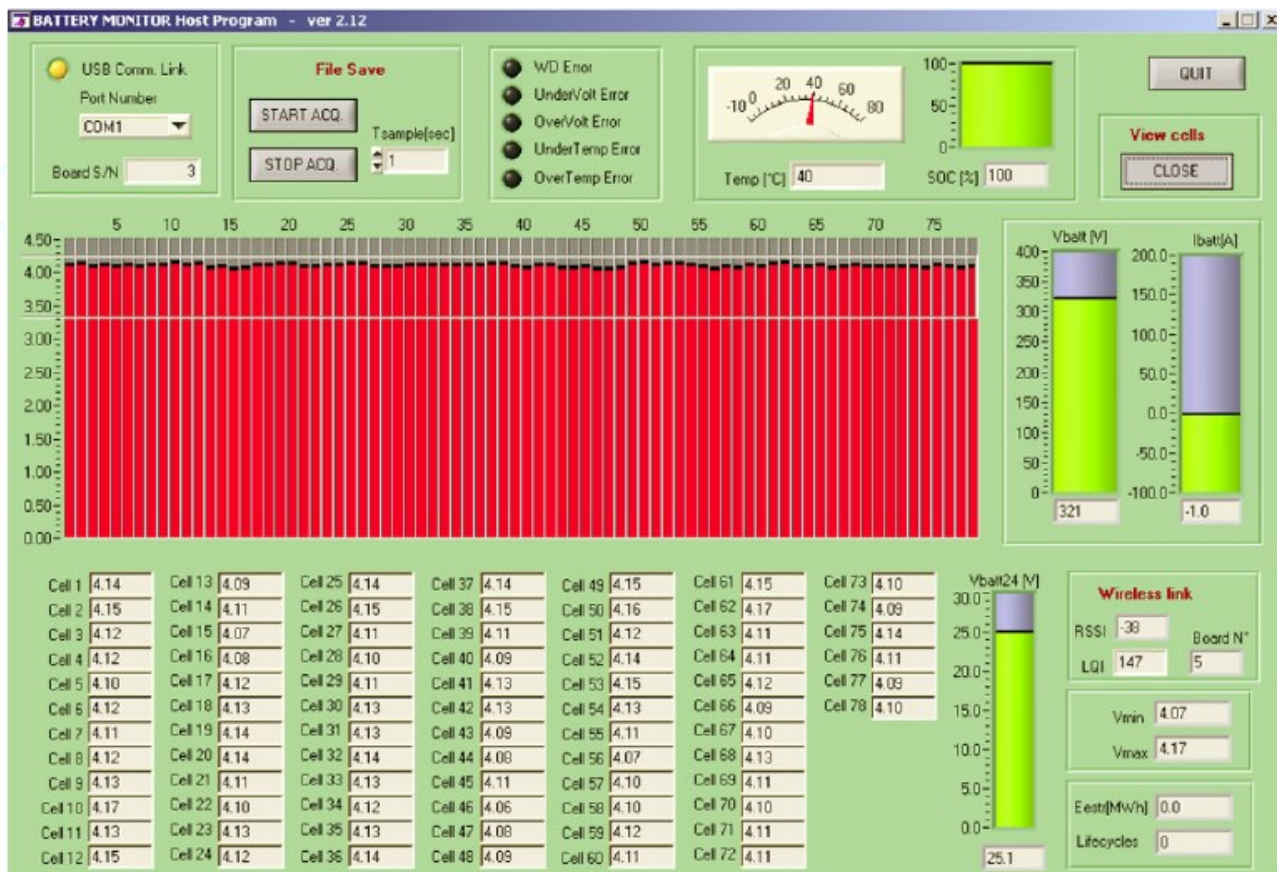 BATTERY MONITOR Host Program - ver 2.12
USB Comm. Link
Port Number
COM1
Board S/N 3
File Save
START ACQ.
STOP ACQ.
Tsample[sec]
1
WD Error
UnderVolt Error
OverVolt Error
UnderTemp Error
OverTemp Error
-10 0 20 40 60 80
Temp [°C] 40
100
50
0
SOC [%] 100
QUIT
View cells
CLOSE
5 10 15 20 25 30 35 40 45 50 55 60 65 70 75
4.50
4.00
3.50
3.00
2.50
2.00
1.50
1.00
0.50
0.00
Vbatt [V]
400
350
300
250
200
150
100
50
0
321
Ibatt[A]
200.0
150.0
100.0
50.0
0.0
-50.0
-100.0
-1.0
Cell 1 4.14
Cell 2 4.15
Cell 3 4.12
Cell 4 4.12
Cell 5 4.10
Cell 6 4.12
Cell 7 4.11
Cell 8 4.12
Cell 9 4.13
Cell 10 4.17
Cell 11 4.13
Cell 12 4.15
Cell 13 4.09
Cell 14 4.11
Cell 15 4.07
Cell 16 4.08
Cell 17 4.12
Cell 18 4.13
Cell 19 4.14
Cell 20 4.14
Cell 21 4.11
Cell 22 4.10
Cell 23 4.13
Cell 24 4.12
Cell 25 4.14
Cell 26 4.15
Cell 27 4.11
Cell 28 4.10
Cell 29 4.11
Cell 30 4.13
Cell 31 4.13
Cell 32 4.14
Cell 33 4.13
Cell 34 4.12
Cell 35 4.13
Cell 36 4.14
Cell 37 4.14
Cell 38 4.15
Cell 39 4.11
Cell 40 4.09
Cell 41 4.13
Cell 42 4.13
Cell 43 4.09
Cell 44 4.08
Cell 45 4.11
Cell 46 4.06
Cell 47 4.08
Cell 48 4.09
Cell 49 4.15
Cell 50 4.16
Cell 51 4.12
Cell 52 4.14
Cell 53 4.15
Cell 54 4.13
Cell 55 4.11
Cell 56 4.07
Cell 57 4.10
Cell 58 4.10
Cell 59 4.12
Cell 60 4.11
Cell 61 4.15
Cell 62 4.17
Cell 63 4.11
Cell 64 4.11
Cell 65 4.12
Cell 66 4.09
Cell 67 4.10
Cell 68 4.13
Cell 69 4.11
Cell 70 4.10
Cell 71 4.11
Cell 72 4.11
Cell 73 4.10
Cell 74 4.09
Cell 75 4.14
Cell 76 4.11
Cell 77 4.09
Cell 78 4.10
Vbatt24 [V]
30.0
25.0
20.0
15.0
10.0
5.0
0.0
25.1
Wireless link
RSSI -38
LQI 147
Board N°
5
Vmin 4.07
Vmax 4.17
Eestr[MWh] 0.0
Lifecycles 0